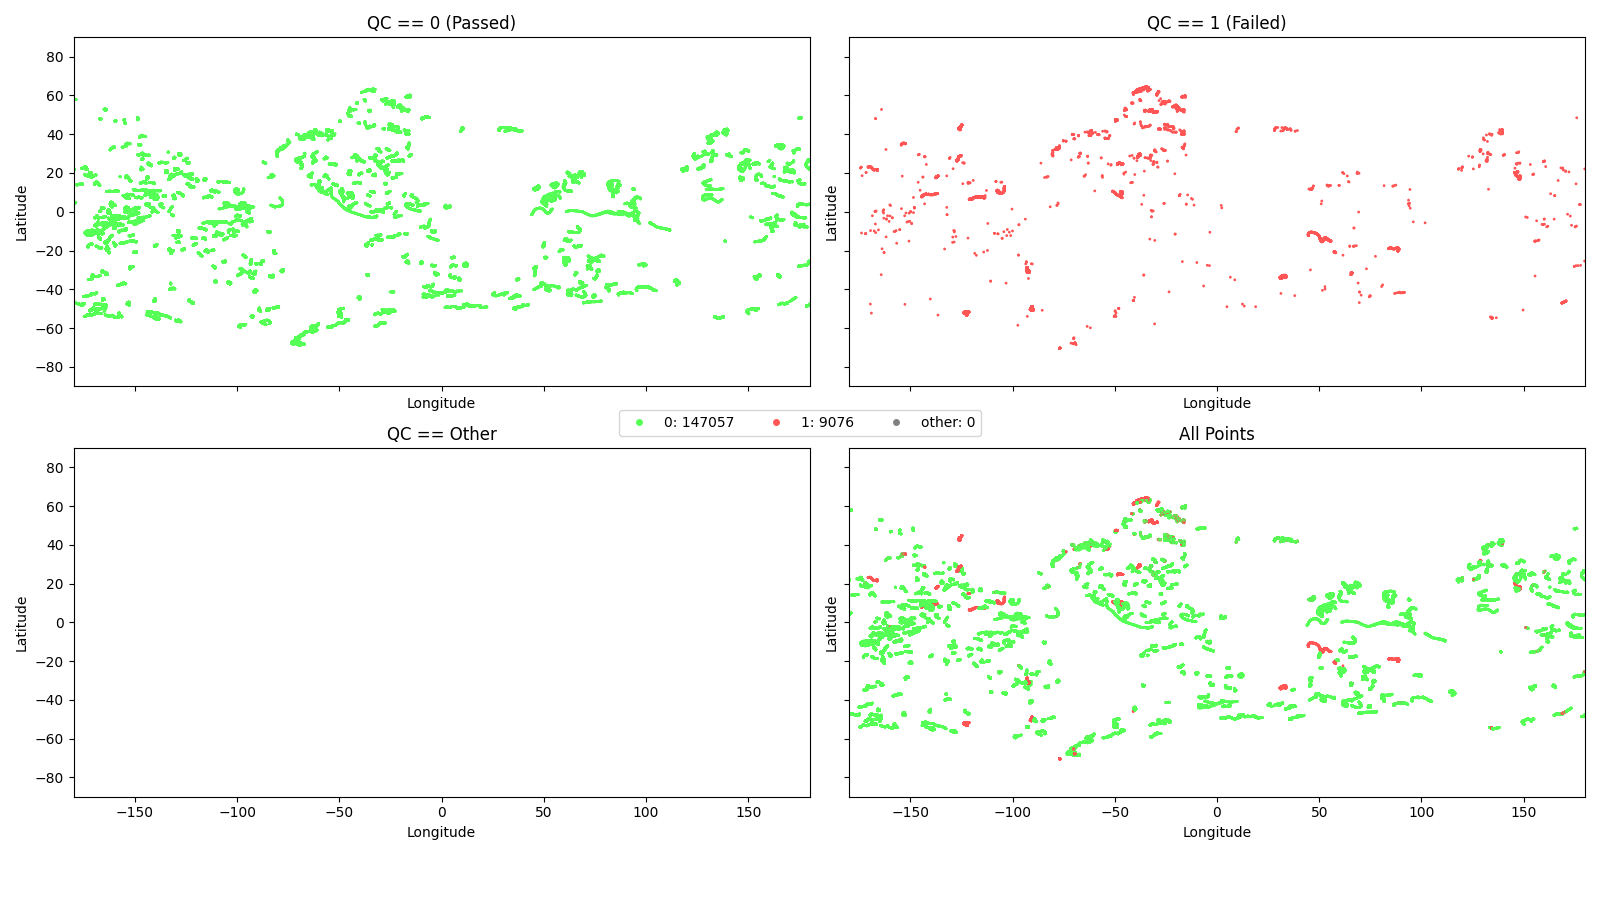 QC == 0 (Passed)
QC == 1 (Failed)
80
60
40
20
0
−20
−40
−60
−80
Latitude
Latitude
Longitude
Longitude
0: 147057 1: 9076 other: 0
QC == Other
All Points
80
60
40
20
0
−20
−40
−60
−80
Latitude
Latitude
−150 −100 −50 0 50 100 150
−150 −100 −50 0 50 100 150
Longitude
Longitude